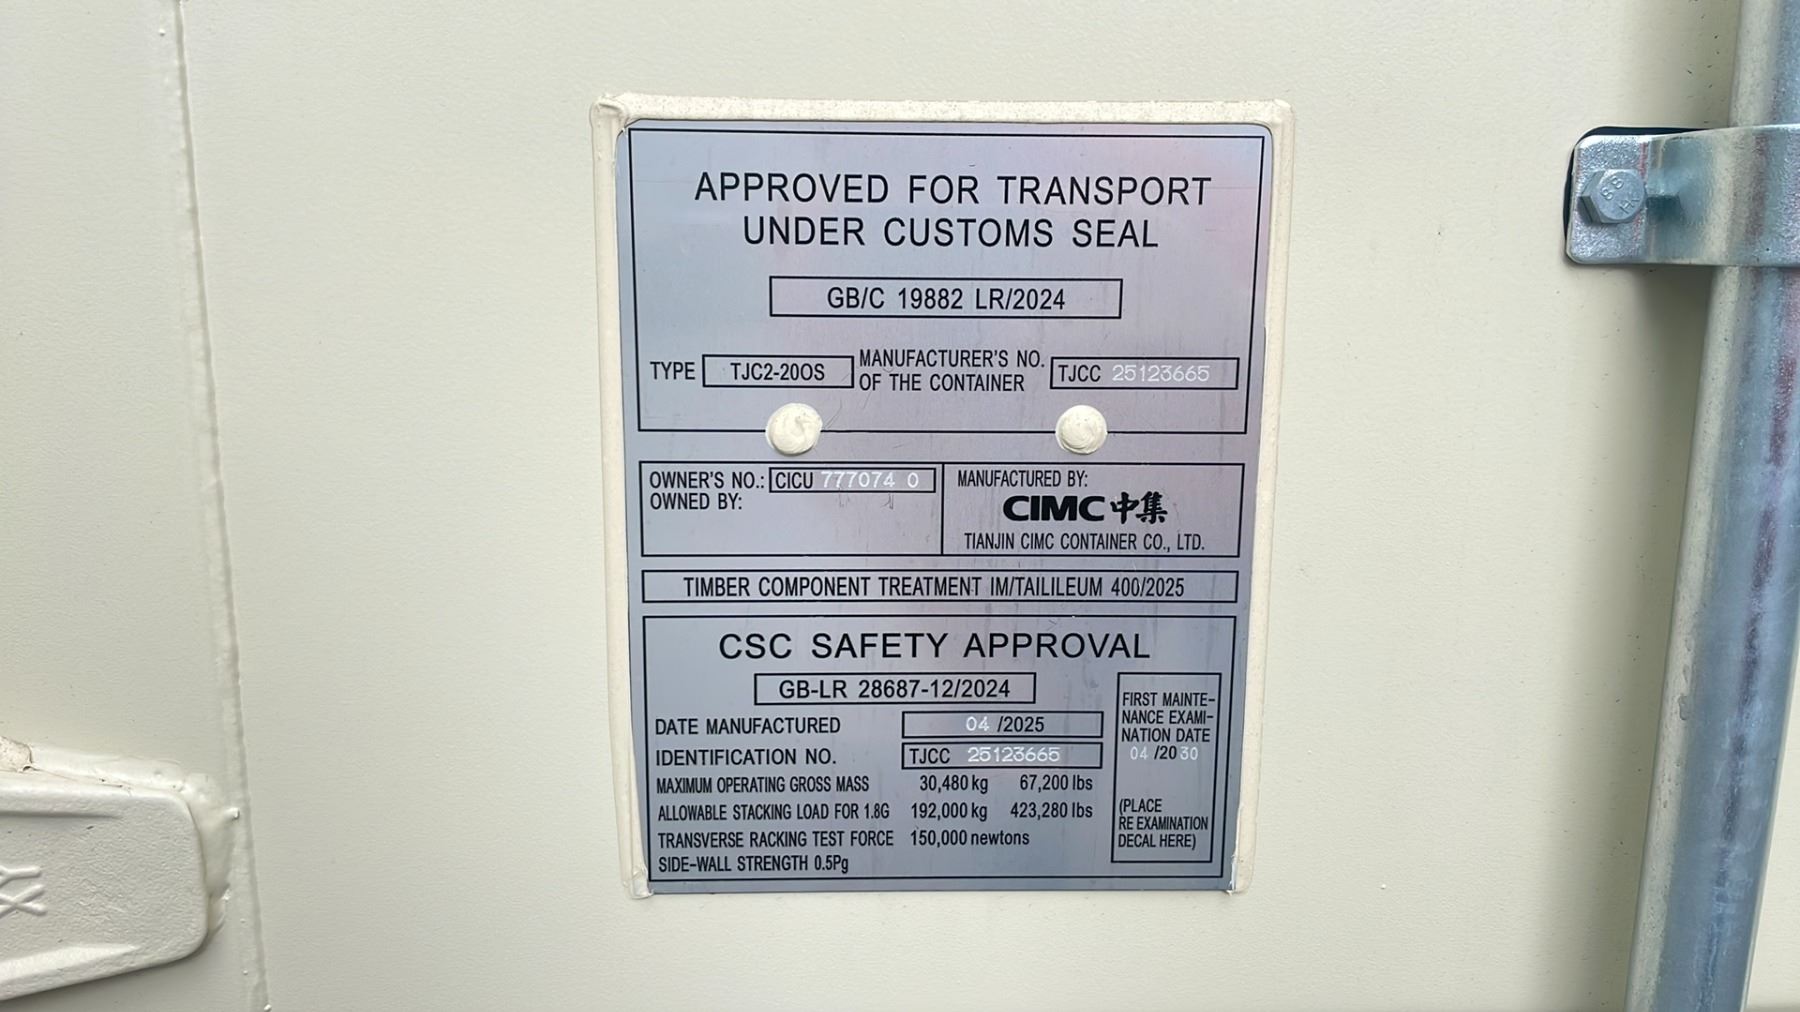 APPROVED FOR TRANSPORT
UNDER CUSTOMS SEAL
GB/C 19882 LR/2024
TYPE TJC2-20OS MANUFACTURER'S NO. OF THE CONTAINER TJCC 25123665
OWNER'S NO.: CICU 777074 0
OWNED BY:
MANUFACTURED BY:
CIMC中集
TIANJIN CIMC CONTAINER CO., LTD.
TIMBER COMPONENT TREATMENT IM/TAILILEUM 400/2025
CSC SAFETY APPROVAL
GB-LR 28687-12/2024
DATE MANUFACTURED 04 /2025
IDENTIFICATION NO. TJCC 25123665
MAXIMUM OPERATING GROSS MASS 30,480 kg 67,200 lbs
ALLOWABLE STACKING LOAD FOR 1.8G 192,000 kg 423,280 lbs
TRANSVERSE RACKING TEST FORCE 150,000 newtons
SIDE-WALL STRENGTH 0.5Pg
FIRST MAINTE-
NANCE EXAMI-
NATION DATE
04 /20 30
(PLACE
RE EXAMINATION
DECAL HERE)